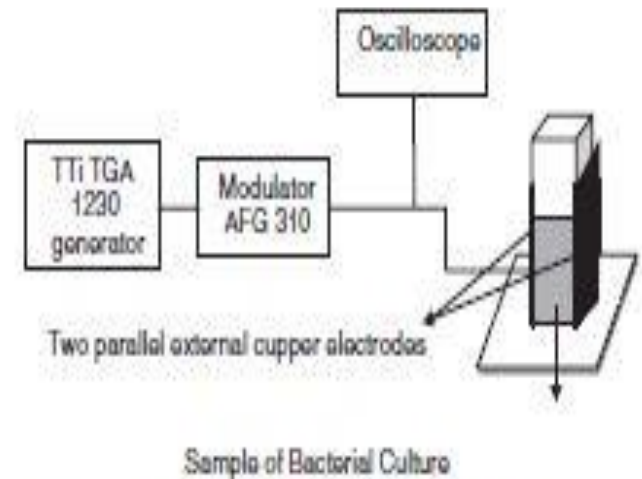 Oscilloscope
TTi TGA
1230
generator
Modulator
AFG 310
Two parallel external cupper electrodes
Sample of Bacterial Culture